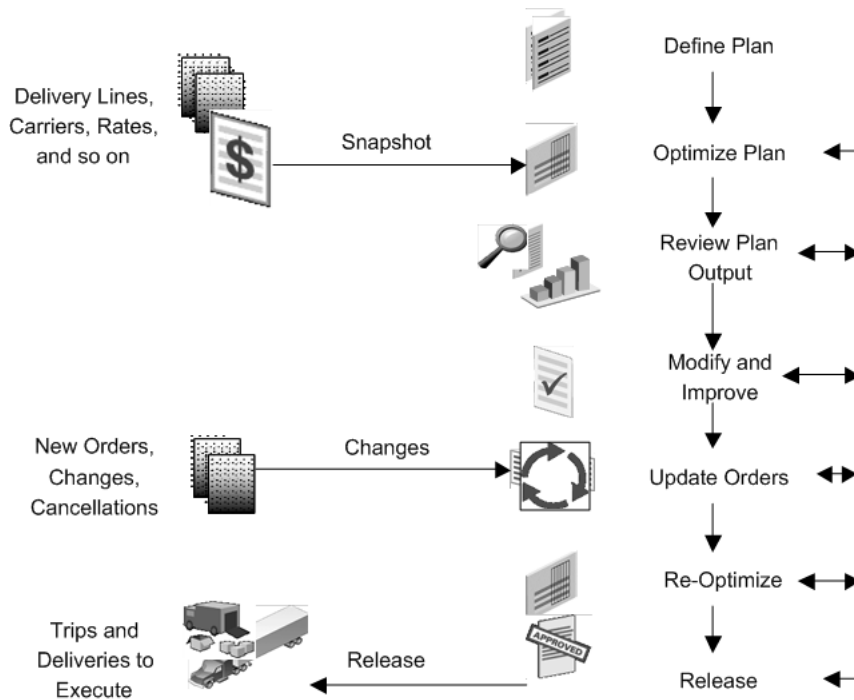 Define Plan
Delivery Lines,
Carriers, Rates,
and so on
$
Snapshot
Optimize Plan
Review Plan
Output
Modify and
Improve
New Orders,
Changes,
Cancellations
Changes
Update Orders
Re-Optimize
Trips and
Deliveries to
Execute
Release
APPROVED
Release